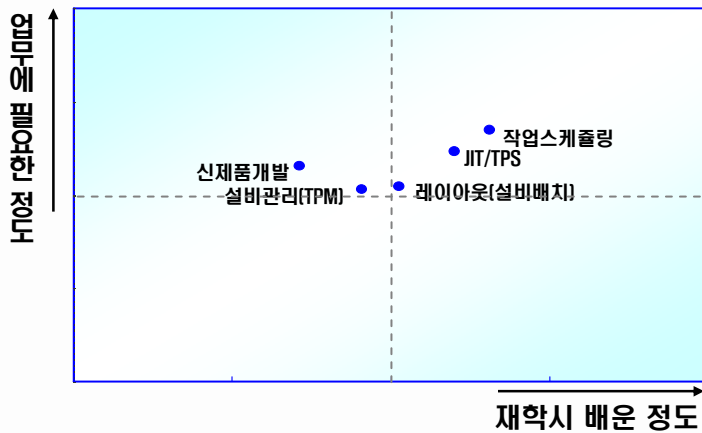 업무에 필요한 정도
작업스케쥴링
JIT/TPS
신제품개발
설비관리(TPM)
레이아웃(설비배치)
재학시 배운 정도